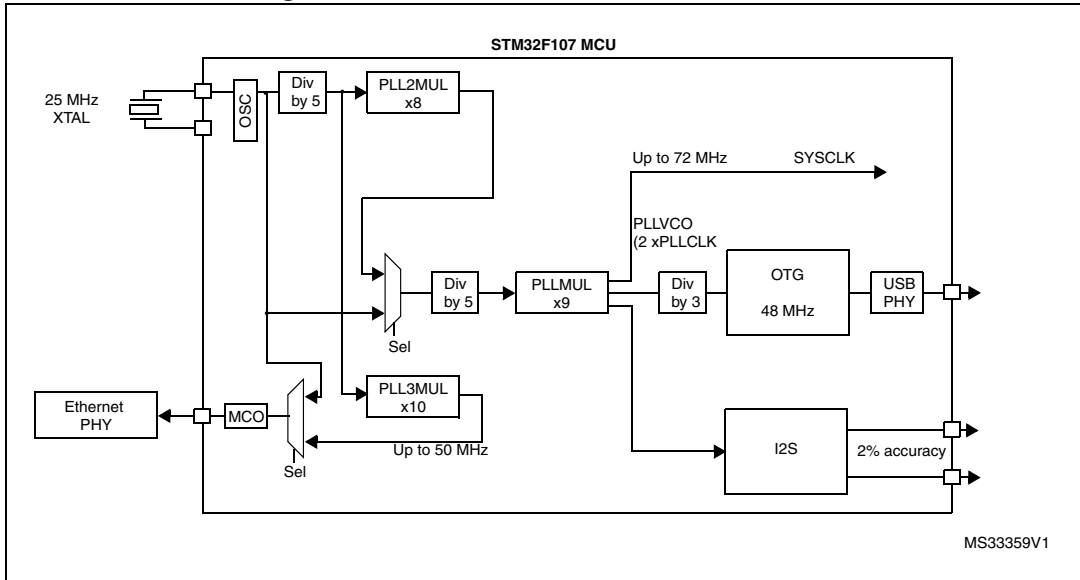 STM32F107 MCU
25 MHz
XTAL
OSC
Div
by 5
PLL2MUL
x8
Up to 72 MHz
SYSCLK
PLLVCO
(2 xPLLCLK
Div
by 5
PLLMUL
x9
Div
by 3
OTG
48 MHz
USB
PHY
Sel
Ethernet
PHY
MCO
Sel
PLL3MUL
x10
Up to 50 MHz
I2S
2% accuracy
MS33359V1